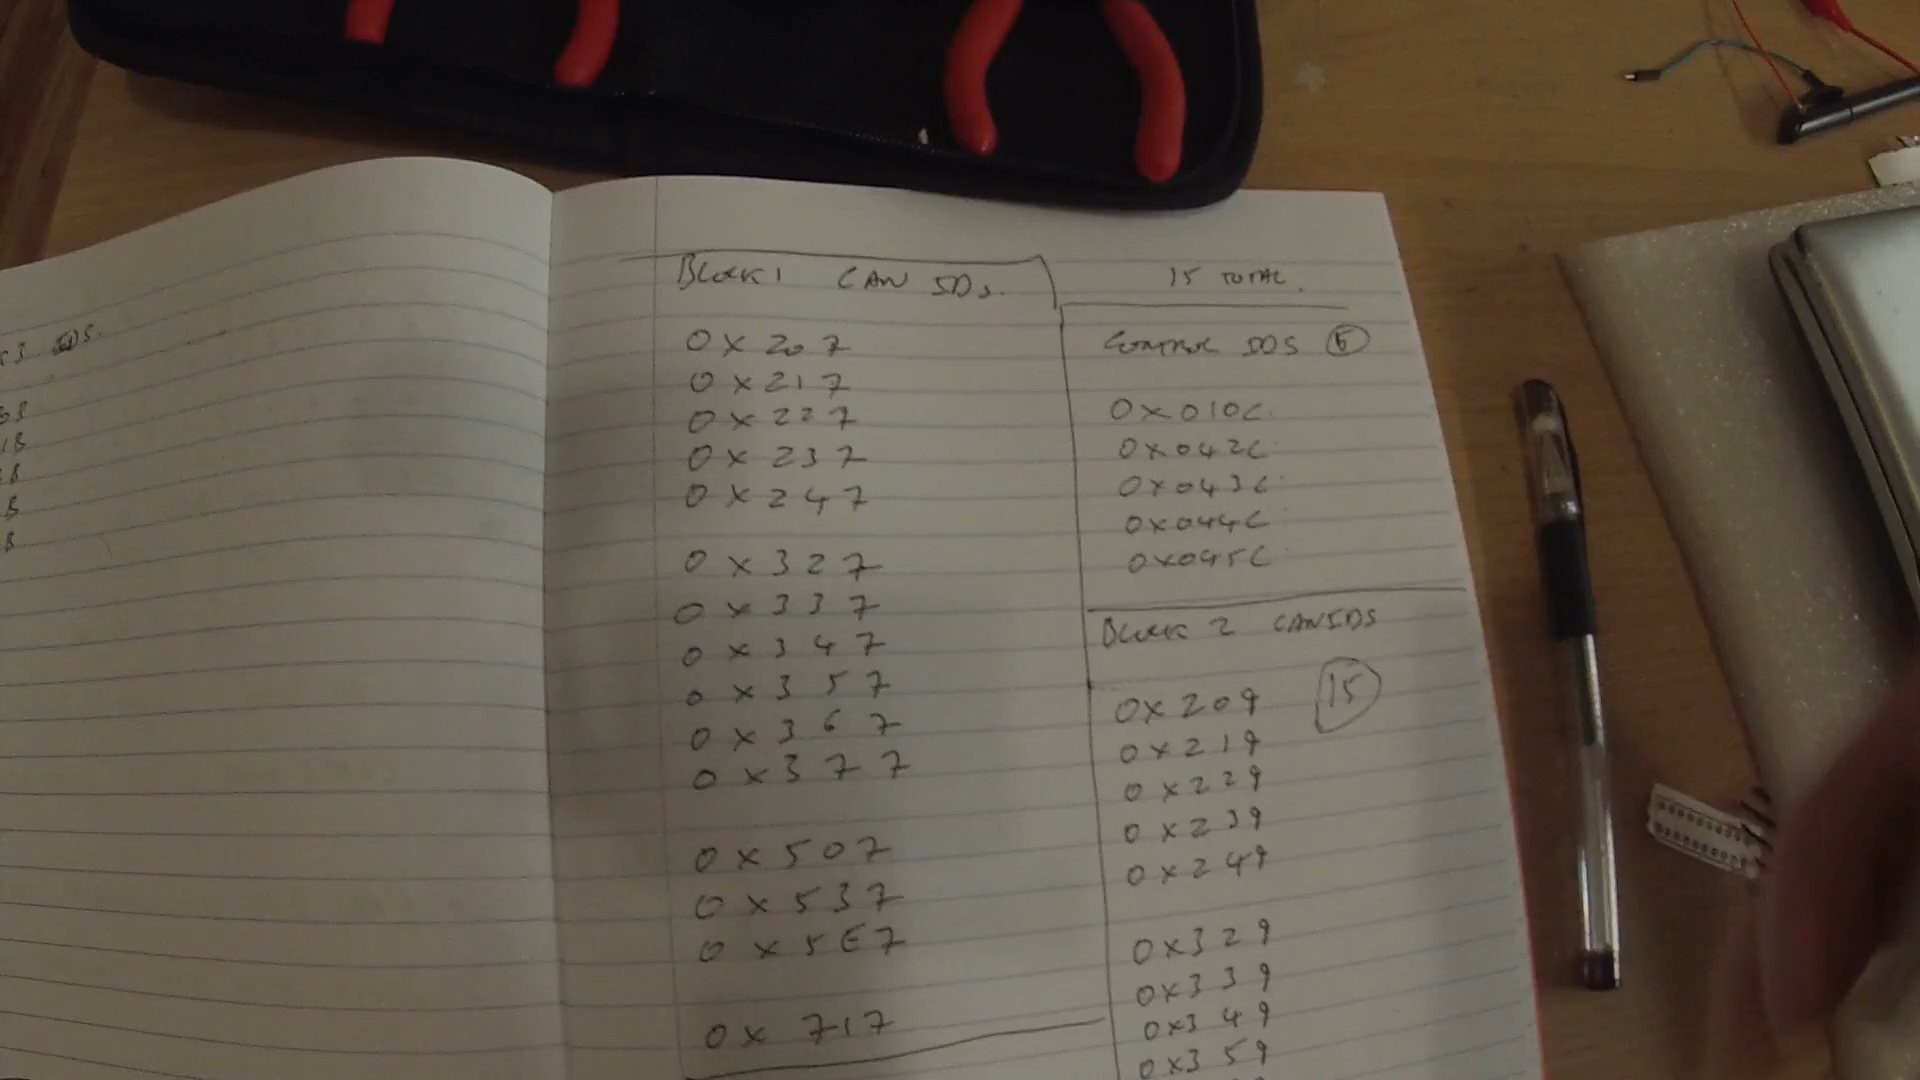 Block 1 CAN IDs.
0x207
0x217
0x227
0x237
0x247
0x327
0x337
0x347
0x357
0x367
0x377
0x507
0x537
0x5E7
0x717
15 TOTAL.
CONTROL IDS 5
0x010C
0x042C
0x043C
0x044C
0x045C
Block 2 CAN IDS
15
0x209
0x219
0x229
0x239
0x249
0x329
0x339
0x349
0x359